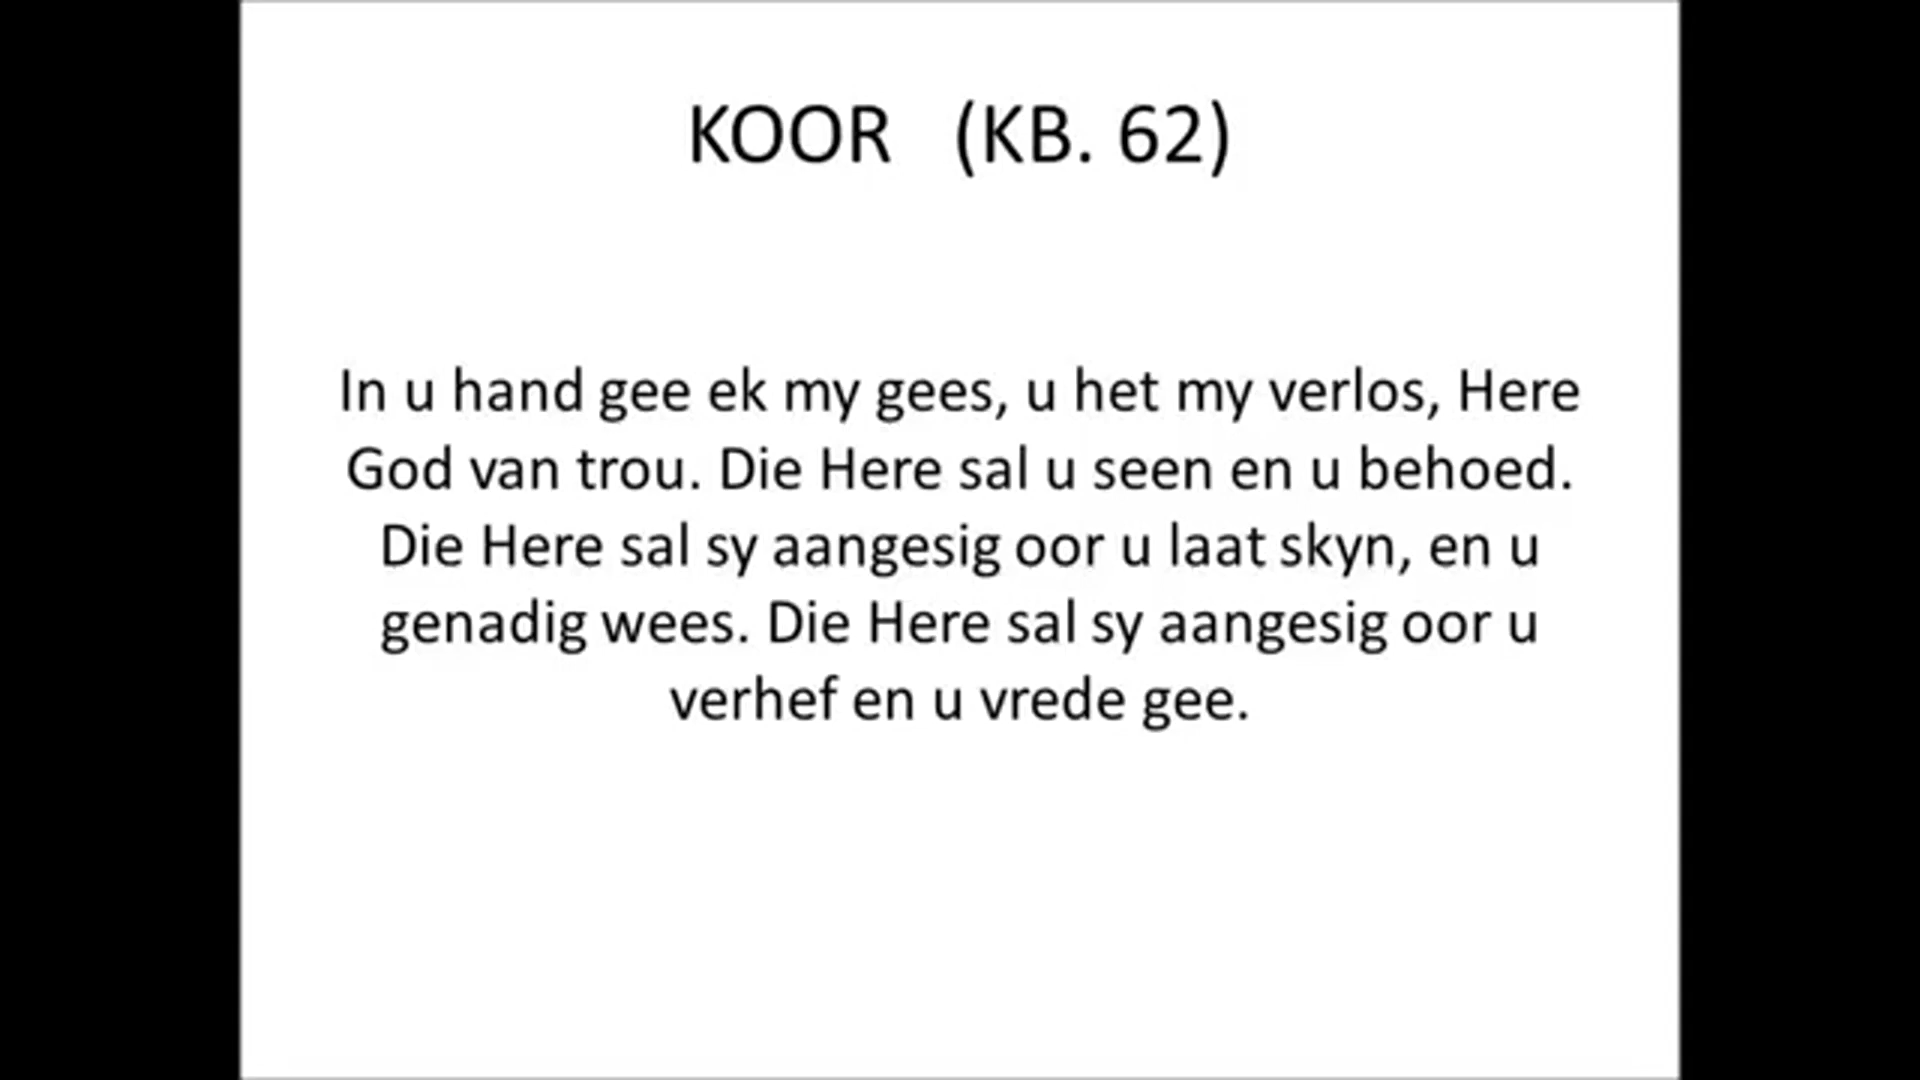 KOOR (KB. 62)
In u hand gee ek my gees, u het my verlos, Here
God van trou. Die Here sal u seen en u behoed.
Die Here sal sy aangesig oor u laat skyn, en u
genadig wees. Die Here sal sy aangesig oor u
verhef en u vrede gee.